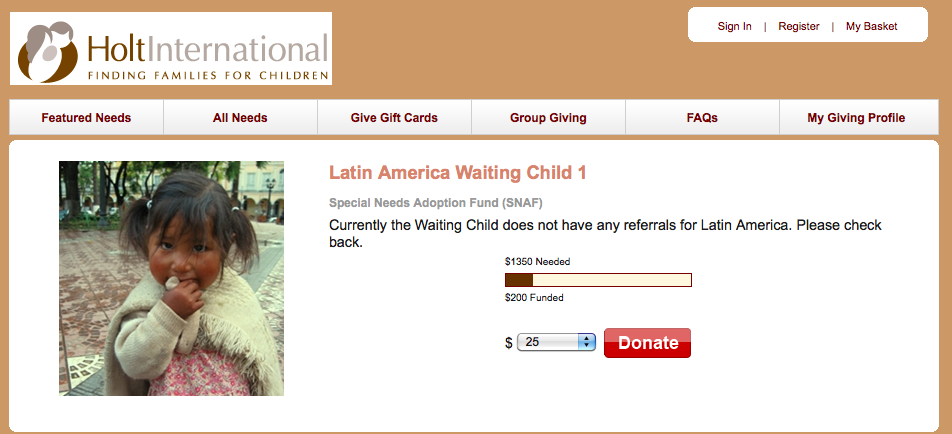 Sign In | Register | My Basket
HoltInternational
FINDING FAMILIES FOR CHILDREN
Featured Needs
All Needs
Give Gift Cards
Group Giving
FAQs
My Giving Profile
Latin America Waiting Child 1
Special Needs Adoption Fund (SNAF)
Currently the Waiting Child does not have any referrals for Latin America. Please check
back.
$1350 Needed
$200 Funded
$ 25 Donate